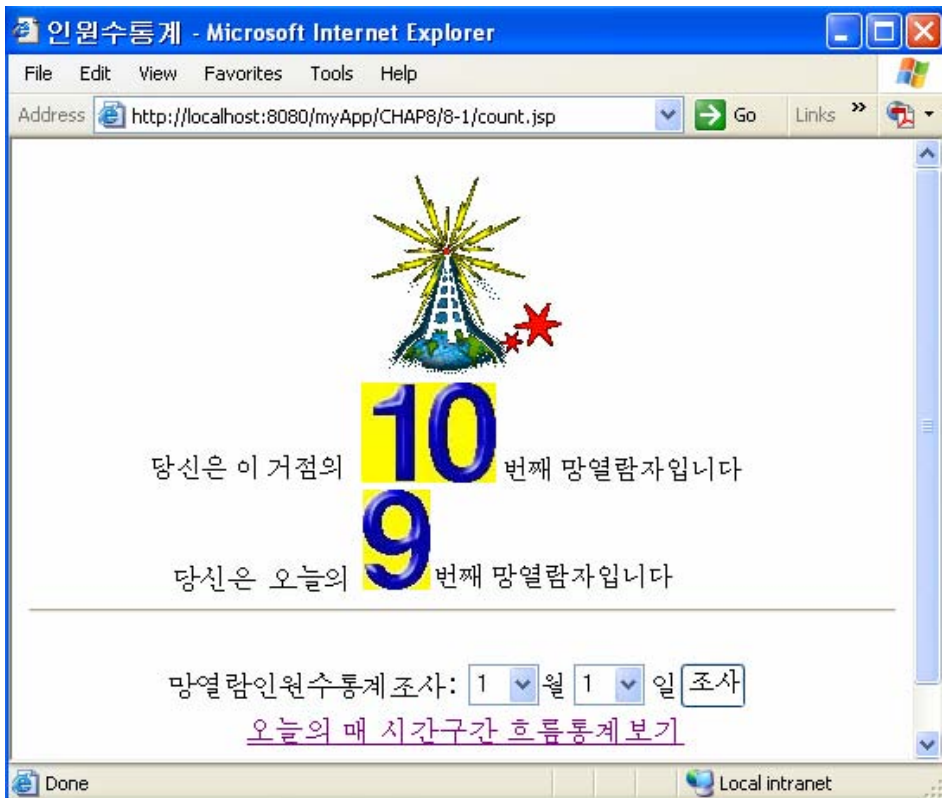 인원수통계 - Microsoft Internet Explorer
File Edit View Favorites Tools Help
Address http://localhost:8080/myApp/CHAP8/8-1/count.jsp Go Links »
당신은 이 거점의 10 번째 망열람자입니다
당신은 오늘의 9 번째 망열람자입니다
망열람인원수통계조사: 1 월 1 일 조사
오늘의 매 시간구간 흐름통계보기
Done Local intranet